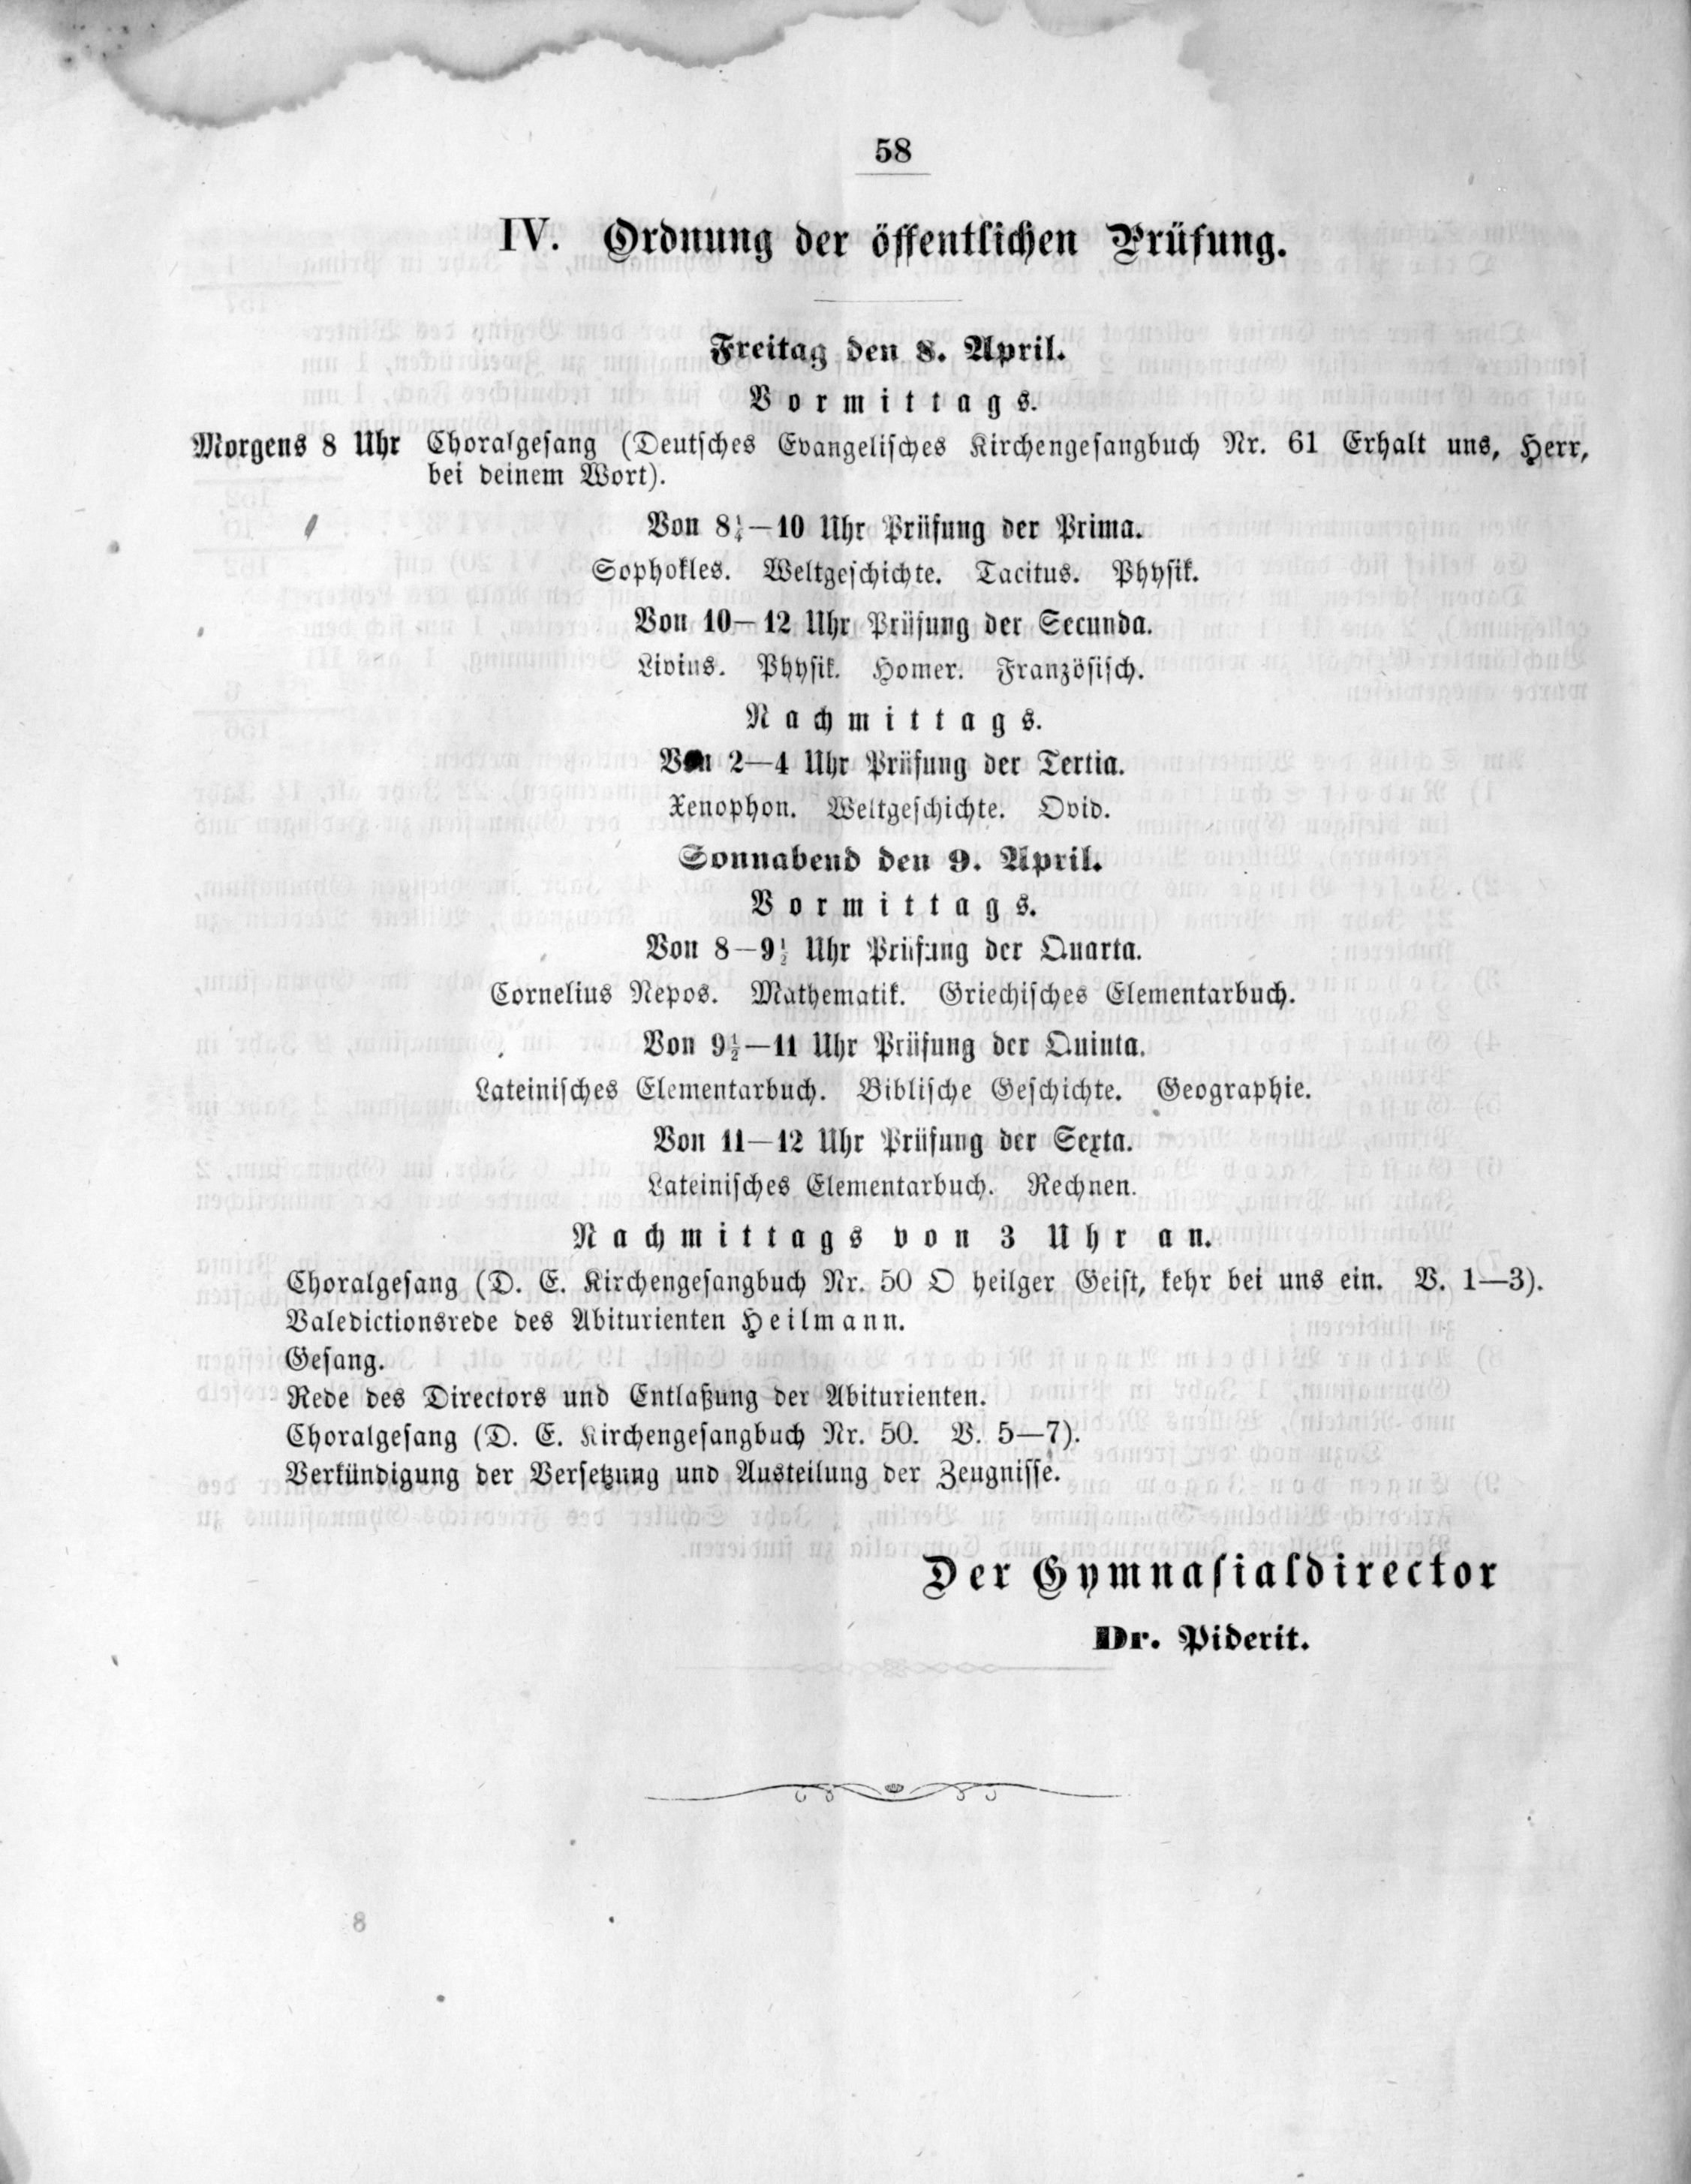 58
IV. Ordnung der öffentlichen Prüfung.
Freitag den 8. April.
Vormittags.
Morgens 8 Uhr Choralgesang (Deutsches Evangelisches Kirchengesangbuch Nr. 61 Erhalt uns, Herr,
bei deinem Wort).
Von 8¼—10 Uhr Prüfung der Prima.
Sophokles. Weltgeschichte. Tacitus. Physik.
Von 10—12 Uhr Prüfung der Secunda.
Livius. Physik. Homer. Französisch.
Nachmittags.
Von 2—4 Uhr Prüfung der Tertia.
Xenophon. Weltgeschichte. Ovid.
Sonnabend den 9. April.
Vormittags.
Von 8—9½ Uhr Prüfung der Quarta.
Cornelius Nepos. Mathematik. Griechisches Elementarbuch.
Von 9½—11 Uhr Prüfung der Quinta.
Lateinisches Elementarbuch. Biblische Geschichte. Geographie.
Von 11—12 Uhr Prüfung der Sexta.
Lateinisches Elementarbuch. Rechnen.
Nachmittags von 3 Uhr an.
Choralgesang (D. E. Kirchengesangbuch Nr. 50 O heilger Geist, kehr bei uns ein. V. 1—3).
Valedictionsrede des Abiturienten Heilmann.
Gesang.
Rede des Directors und Entlaßung der Abiturienten.
Choralgesang (D. E. Kirchengesangbuch Nr. 50. V. 5—7).
Verkündigung der Versetzung und Austeilung der Zeugnisse.
Der Gymnasialdirector
Dr. Piderit.
8